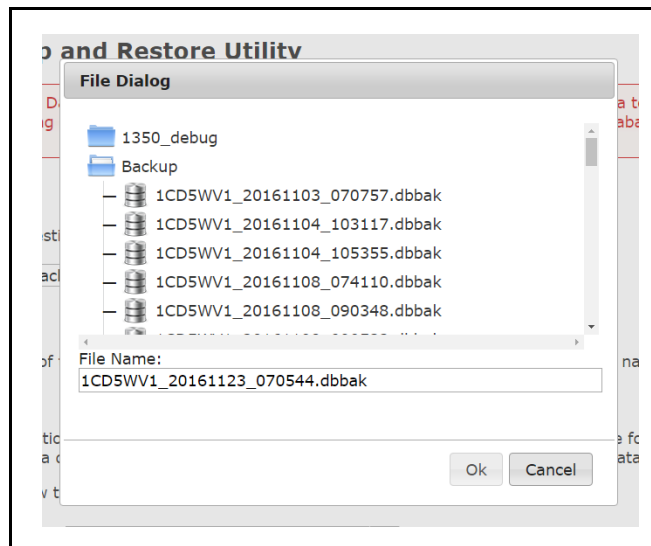 p and Restore Utility
File Dialog
1350_debug
Backup
1CD5WV1_20161103_070757.dbbak
1CD5WV1_20161104_103117.dbbak
1CD5WV1_20161104_105355.dbbak
1CD5WV1_20161108_074110.dbbak
1CD5WV1_20161108_090348.dbbak
File Name:
1CD5WV1_20161123_070544.dbbak
Ok
Cancel